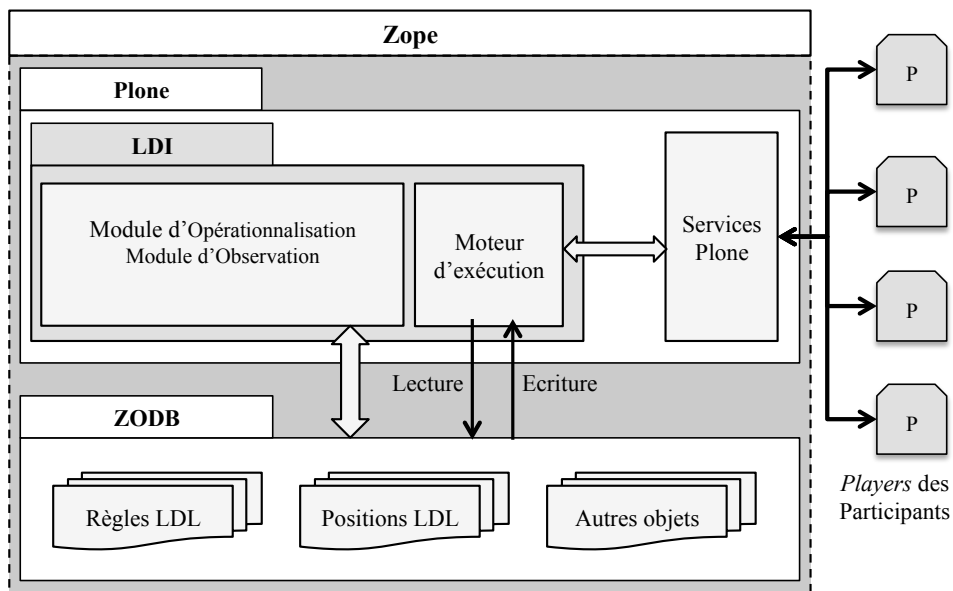 Zope
Plone
LDI
Module d'Opérationnalisation
Module d'Observation
Moteur
d'exécution
Services
Plone
P
P
P
P
Lecture
Ecriture
ZODB
Règles LDL
Positions LDL
Autres objets
Players des
Participants